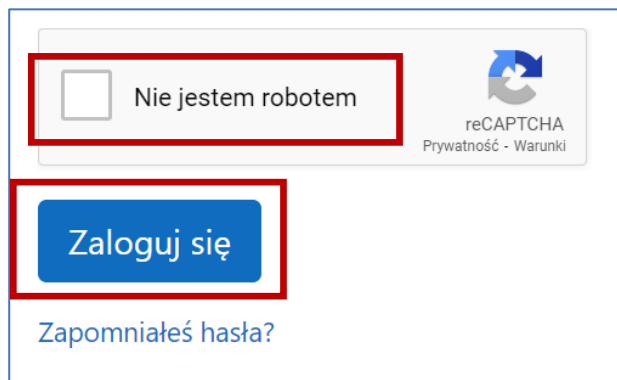 Nie jestem robotem
reCAPTCHA
Prywatność - Warunki
Zaloguj się
Zapomniałeś hasła?